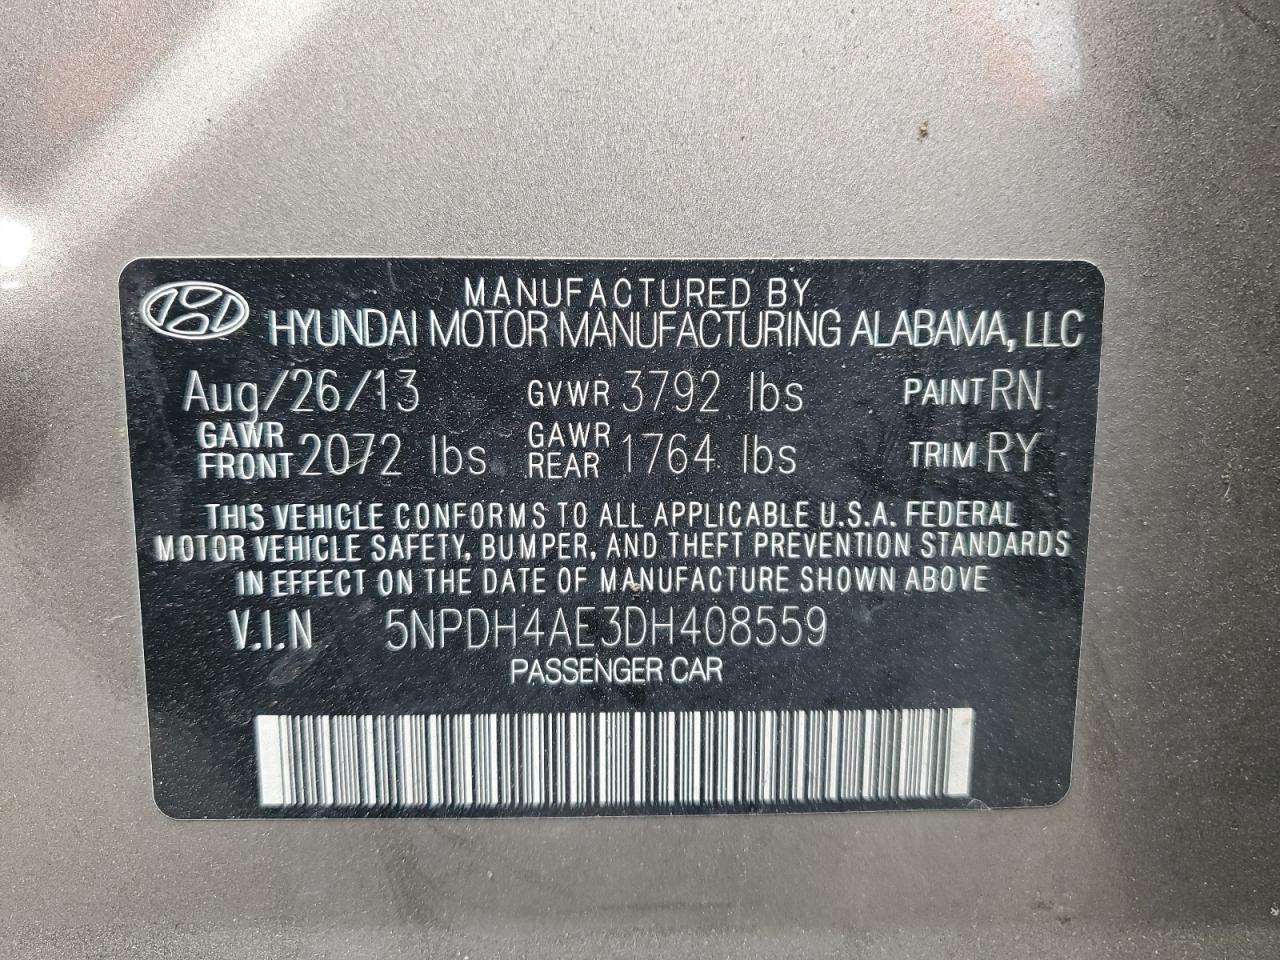 MANUFACTURED BY
HYUNDAI MOTOR MANUFACTURING ALABAMA, LLC
Aug/26/13 GVWR 3792 lbs PAINT RN
GAWR FRONT 2072 lbs GAWR REAR 1764 lbs TRIM RY
THIS VEHICLE CONFORMS TO ALL APPLICABLE U.S.A. FEDERAL
MOTOR VEHICLE SAFETY, BUMPER, AND THEFT PREVENTION STANDARDS
IN EFFECT ON THE DATE OF MANUFACTURE SHOWN ABOVE
V.I.N 5NPDH4AE3DH408559
PASSENGER CAR